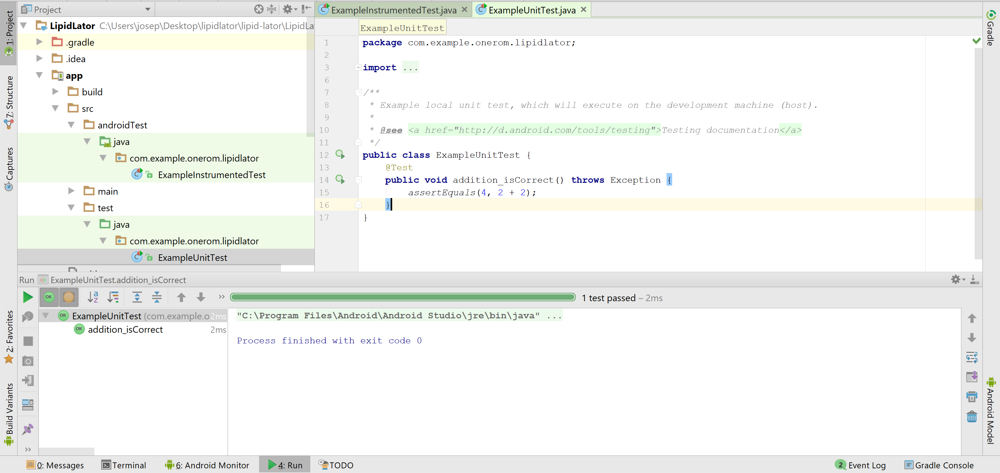 1: Project
7: Structure
Captures
2: Favorites
Build Variants
Project
LipidLator C:\Users\josep\Desktop\lipidlator\lipid-lator\LipidLa
.gradle
.idea
app
build
src
androidTest
java
com.example.onerom.lipidlator
ExampleInstrumentedTest
main
test
java
com.example.onerom.lipidlator
ExampleUnitTest
ExampleInstrumentedTest.java
ExampleUnitTest.java
ExampleUnitTest
1 package com.example.onerom.lipidlator;
2
3 import ...
6
7 /**
8 * Example local unit test, which will execute on the development machine (host).
9 *
10 * @see <a href="http://d.android.com/tools/testing">Testing documentation</a>
11 */
12 public class ExampleUnitTest {
13 @Test
14 public void addition_isCorrect() throws Exception {
15 assertEquals(4, 2 + 2);
16 }
17 }
Gradle
Android Model
Run ExampleUnitTest.addition_isCorrect
1 test passed – 2ms
OK ExampleUnitTest (com.example.o 2ms
OK addition_isCorrect 2ms
"C:\Program Files\Android\Android Studio\jre\bin\java" ...
Process finished with exit code 0
0: Messages
Terminal
6: Android Monitor
4: Run
TODO
2 Event Log
Gradle Console